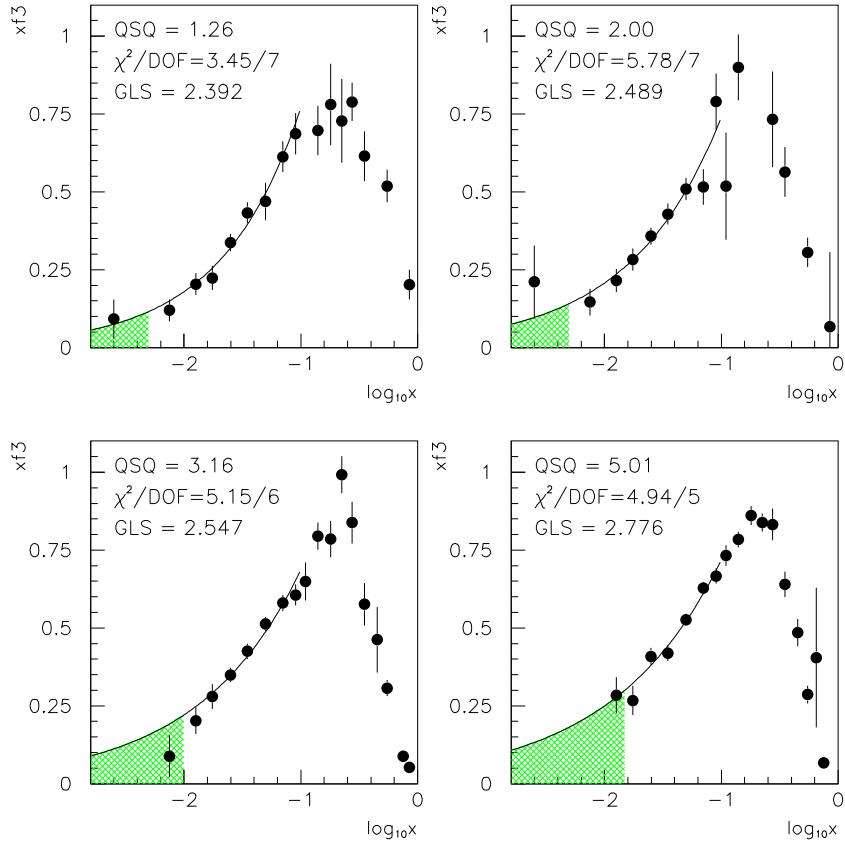 xf3
QSQ = 1.26
χ²/DOF=3.45/7
GLS = 2.392
1
0.75
0.5
0.25
0
−2
−1
0
log₁₀x
xf3
QSQ = 2.00
χ²/DOF=5.78/7
GLS = 2.489
1
0.75
0.5
0.25
0
−2
−1
0
log₁₀x
xf3
QSQ = 3.16
χ²/DOF=5.15/6
GLS = 2.547
1
0.75
0.5
0.25
0
−2
−1
0
log₁₀x
xf3
QSQ = 5.01
χ²/DOF=4.94/5
GLS = 2.776
1
0.75
0.5
0.25
0
−2
−1
0
log₁₀x